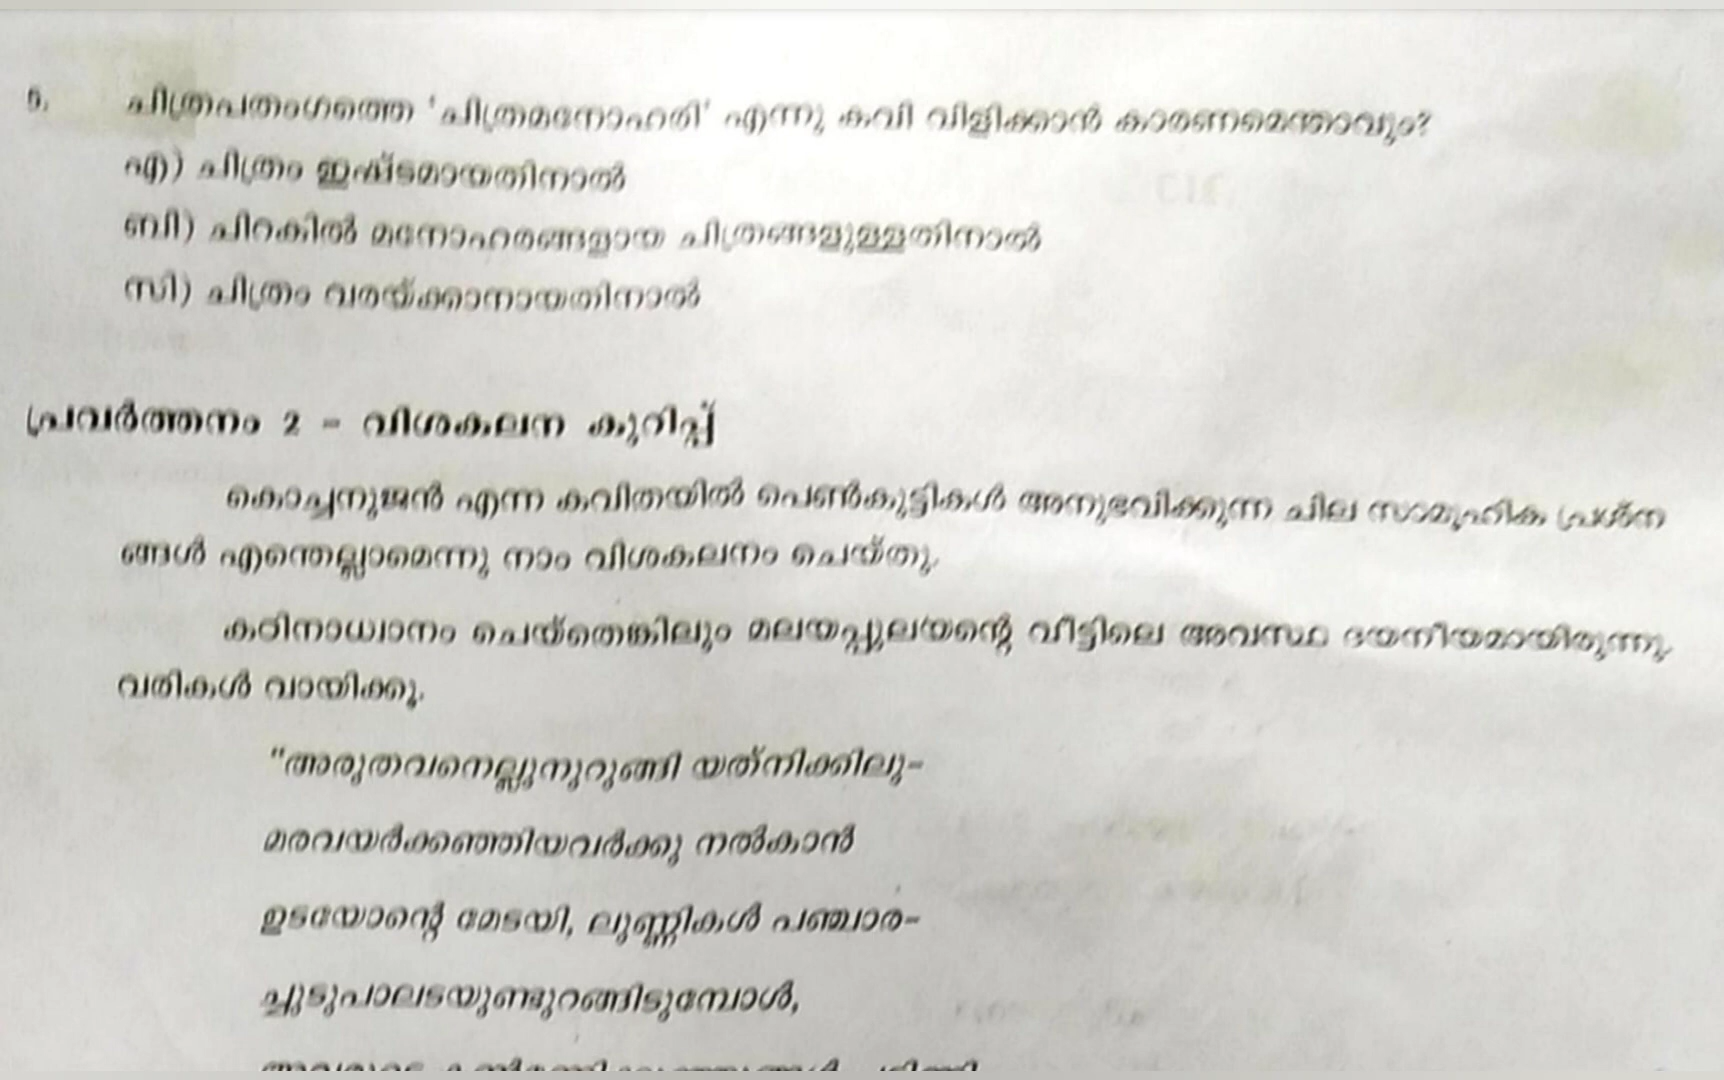 5. ചിത്രപതംഗത്തെ 'ചിത്രമനോഹരി' എന്നു കവി വിളിക്കാൻ കാരണമെന്താവും?
എ) ചിത്രം ഇഷ്ടമായതിനാൽ
ബി) ചിറകിൽ മനോഹരങ്ങളായ ചിത്രങ്ങളുള്ളതിനാൽ
സി) ചിത്രം വരയ്ക്കാനായതിനാൽ
പ്രവർത്തനം 2 - വിശകലന കുറിപ്പ്
കൊച്ചനുജൻ എന്ന കവിതയിൽ പെൺകുട്ടികൾ അനുഭവിക്കുന്ന ചില സാമൂഹിക പ്രശ്ന
ങ്ങൾ എന്തെല്ലാമെന്നു നാം വിശകലനം ചെയ്തു.
കഠിനാധ്വാനം ചെയ്തെങ്കിലും മലയപ്പുലയന്റെ വീട്ടിലെ അവസ്ഥ ദയനീയമായിരുന്നു.
വരികൾ വായിക്കൂ.
"അരുതവനെല്ലുനുറുങ്ങി യത്നിക്കിലു-
മരവയർക്കഞ്ഞിയവർക്കു നൽകാൻ
ഉടയോന്റെ മേടയി, ലുണ്ണികൾ പഞ്ചാര-
ച്ചുടുപാലടയുണ്ടുറങ്ങിടുമ്പോൾ,